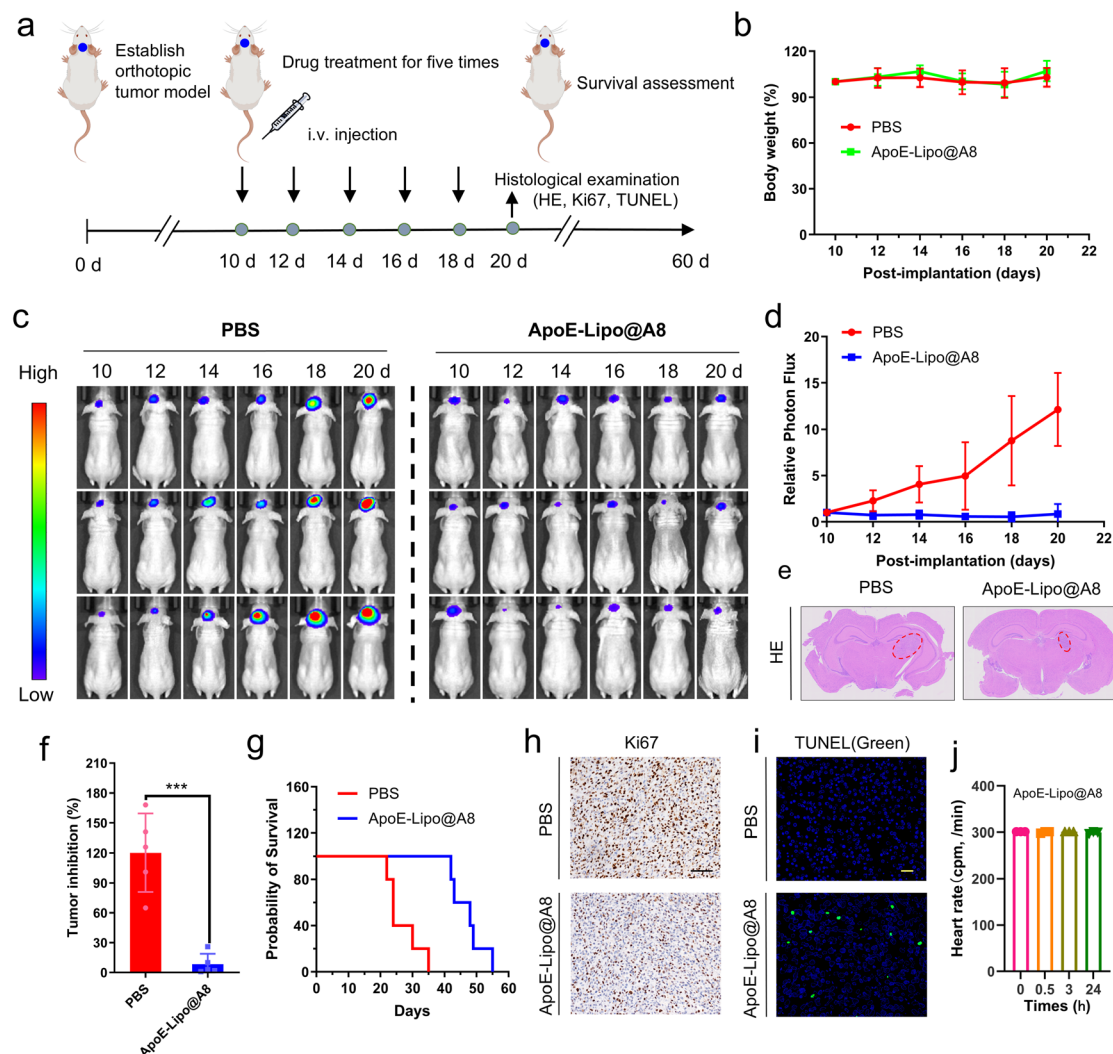 a
Establish
orthotopic
tumor model
Drug treatment for five times
i.v. injection
Survival assessment
Histological examination
(HE, Ki67, TUNEL)
0 d
10 d
12 d
14 d
16 d
18 d
20 d
60 d
b
Body weight (%)
120
90
60
30
0
PBS
ApoE-Lipo@A8
10 12 14 16 18 20
Post-implantation (days)
c
PBS
ApoE-Lipo@A8
High
Low
10 12 14 16 18 20 d
10 12 14 16 18 20 d
d
Relative Photon Flux
20
15
10
5
0
PBS
ApoE-Lipo@A8
10 12 14 16 18 20
Post-implantation (days)
e
PBS
ApoE-Lipo@A8
HE
f
Tumor inhibition (%)
210
180
150
120
90
60
30
0
***
PBS
ApoE-Lipo@A8
g
Probability of Survival
160
120
80
40
0
PBS
ApoE-Lipo@A8
0 10 20 30 40 50 60
Days
h
Ki67
PBS
ApoE-Lipo@A8
i
TUNEL(Green)
PBS
ApoE-Lipo@A8
j
Heart rate (cpm, /min)
400
300
200
100
0
ApoE-Lipo@A8
0 0.5 3 24
Times (h)